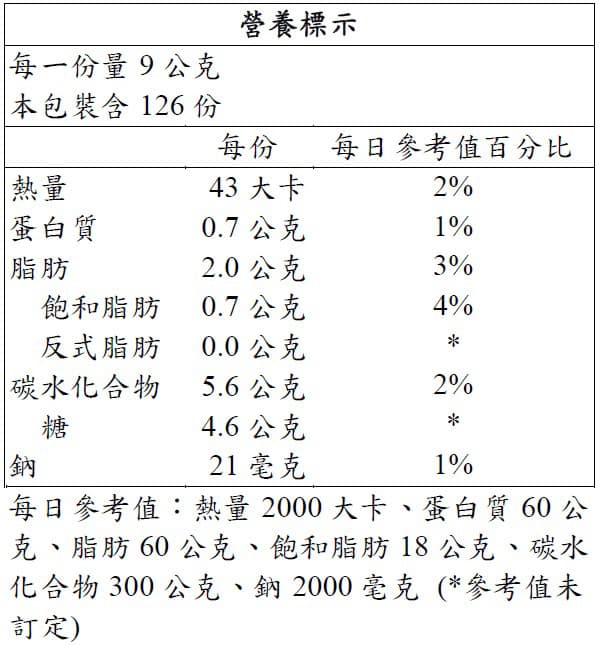 營養標示
每一份量 9 公克
本包裝含 126 份
每份 每日參考值百分比
熱量 43 大卡 2%
蛋白質 0.7 公克 1%
脂肪 2.0 公克 3%
飽和脂肪 0.7 公克 4%
反式脂肪 0.0 公克 *
碳水化合物 5.6 公克 2%
糖 4.6 公克 *
鈉 21 毫克 1%
每日參考值：熱量 2000 大卡、蛋白質 60 公
克、脂肪 60 公克、飽和脂肪 18 公克、碳水
化合物 300 公克、鈉 2000 毫克 (*參考值未
訂定)